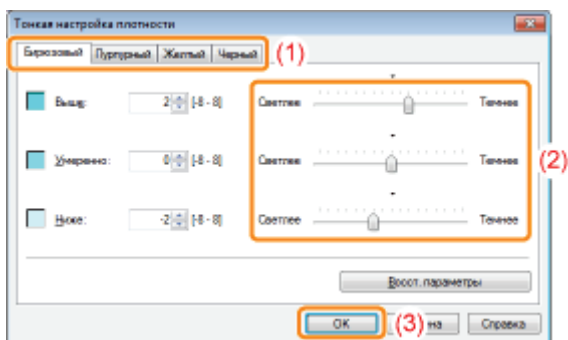 Тонкая настройка плотности
Бирюзовый Пурпурный Желтый Черный (1)
Выше: 2 [-8 - 8] Светлее Темнее
Умеренно: 0 [-8 - 8] Светлее Темнее (2)
Ниже: -2 [-8 - 8] Светлее Темнее
Восст. параметры
OK (3) на Справка